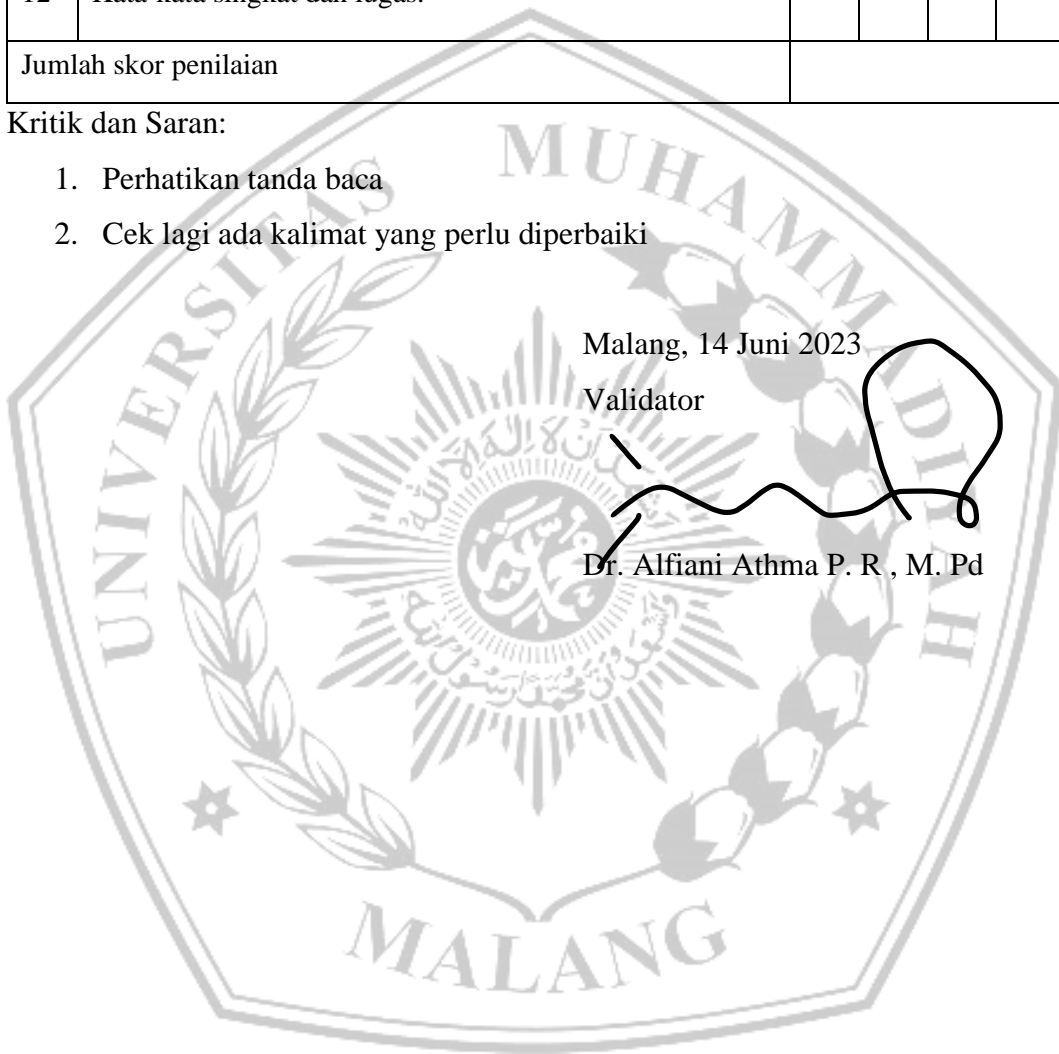 12 Kata-kata singkat dan lugas.
Jumlah skor penilaian
Kritik dan Saran:
1. Perhatikan tanda baca
2. Cek lagi ada kalimat yang perlu diperbaiki
Malang, 14 Juni 2023
Validator
Dr. Alfiani Athma P. R , M. Pd
UNIVERSITAS MUHAMMADIYAH
MALANG